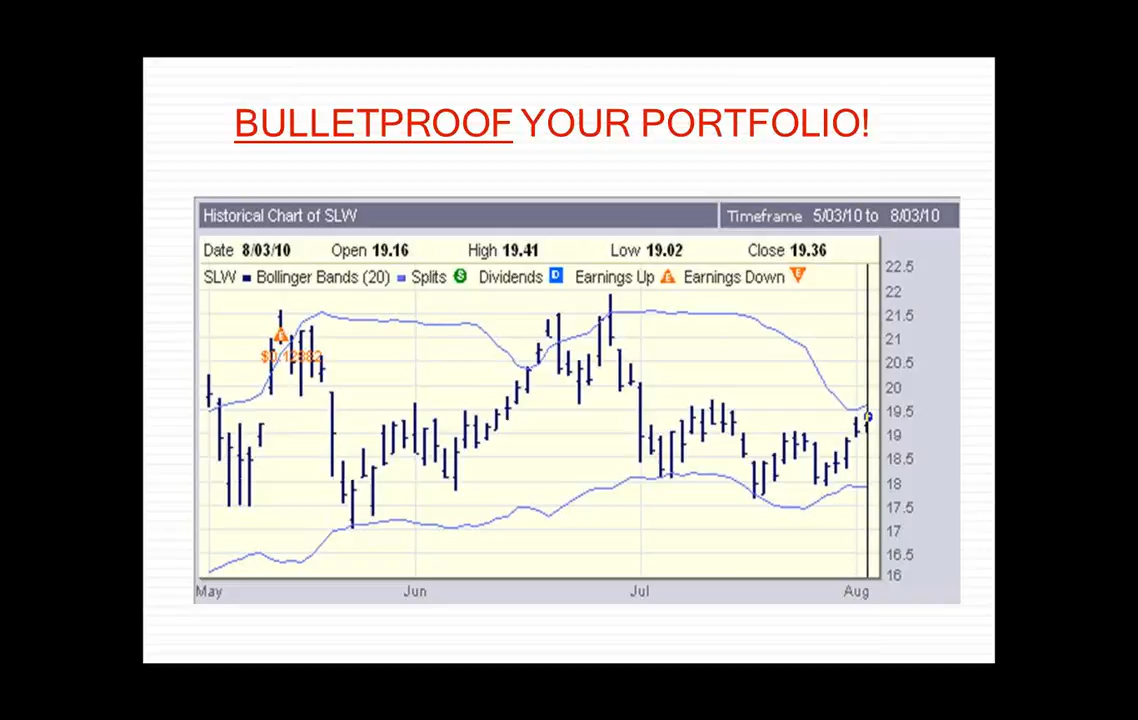 BULLETPROOF YOUR PORTFOLIO!
Historical Chart of SLW Timeframe 5/03/10 to 8/03/10
Date 8/03/10 Open 19.16 High 19.41 Low 19.02 Close 19.36
SLW Bollinger Bands (20) Splits S Dividends D Earnings Up E Earnings Down E
22.5
22
21.5
21
20.5
20
19.5
19
18.5
18
17.5
17
16.5
16
May Jun Jul Aug